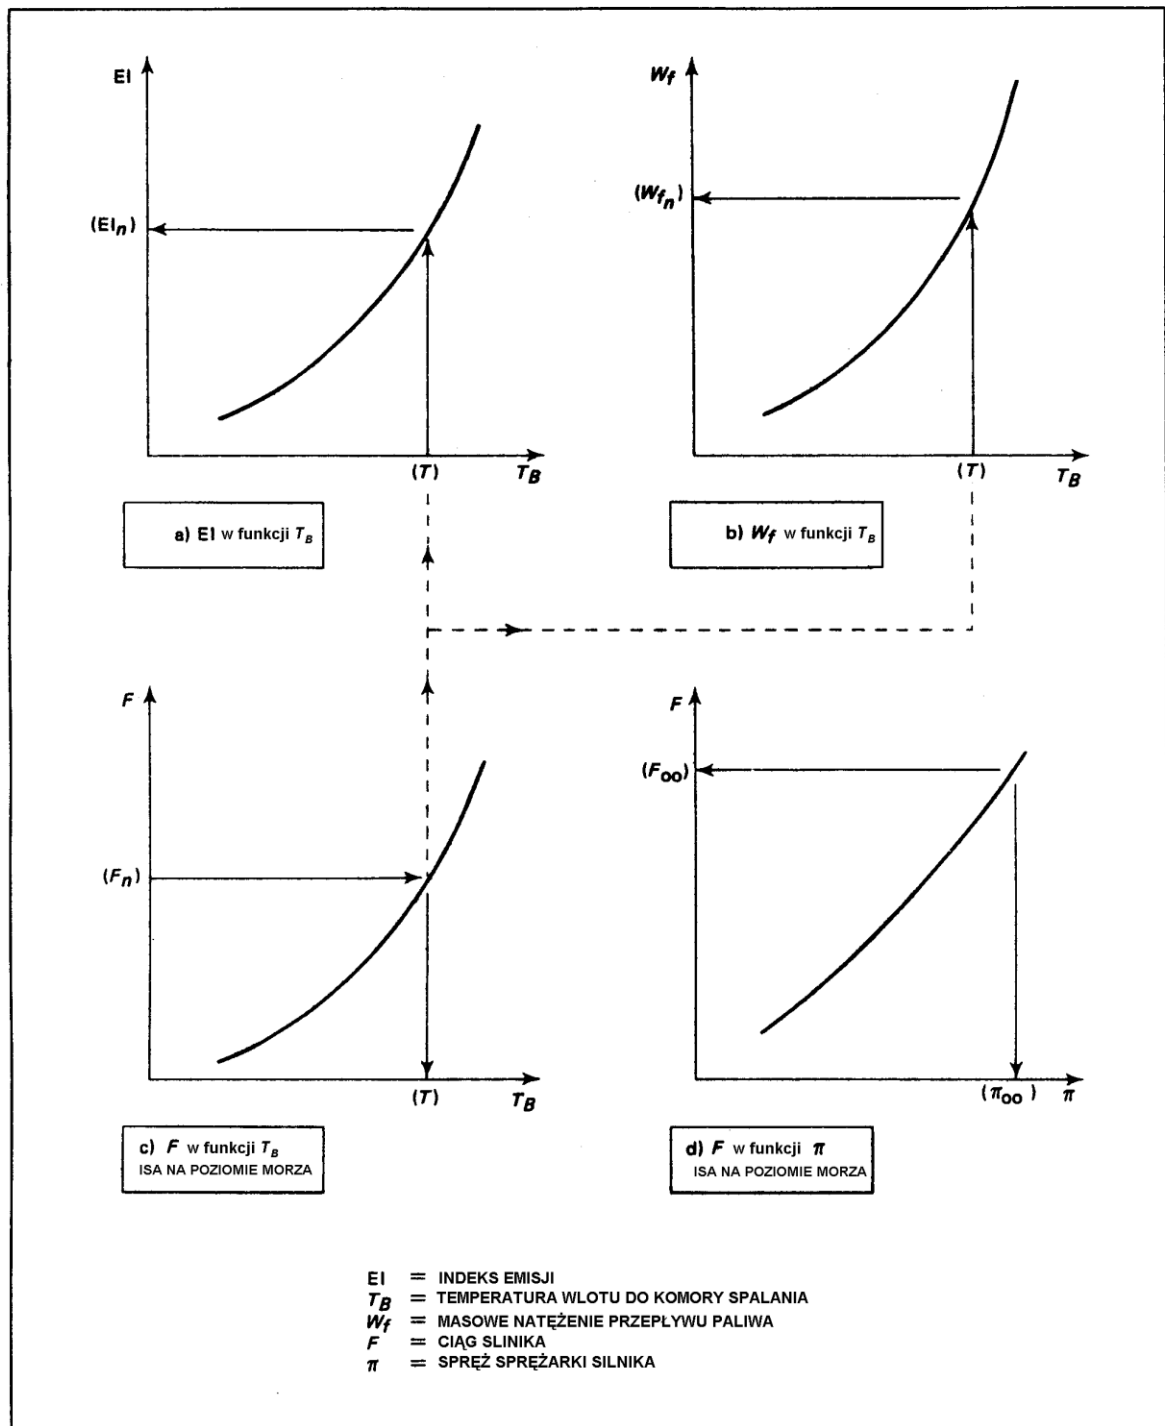 EI
(EIn)
(T)
TB
a) EI w funkcji TB
Wf
(Wfn)
(T)
TB
b) Wf w funkcji TB
F
(Fn)
(T)
TB
c) F w funkcji TB
ISA NA POZIOMIE MORZA
F
(Foo)
(πoo)
π
d) F w funkcji π
ISA NA POZIOMIE MORZA
EI = INDEKS EMISJI
TB = TEMPERATURA WLOTU DO KOMORY SPALANIA
Wf = MASOWE NATĘŻENIE PRZEPŁYWU PALIWA
F = CIĄG SLINIKA
π = SPRĘŻ SPRĘŻARKI SILNIKA